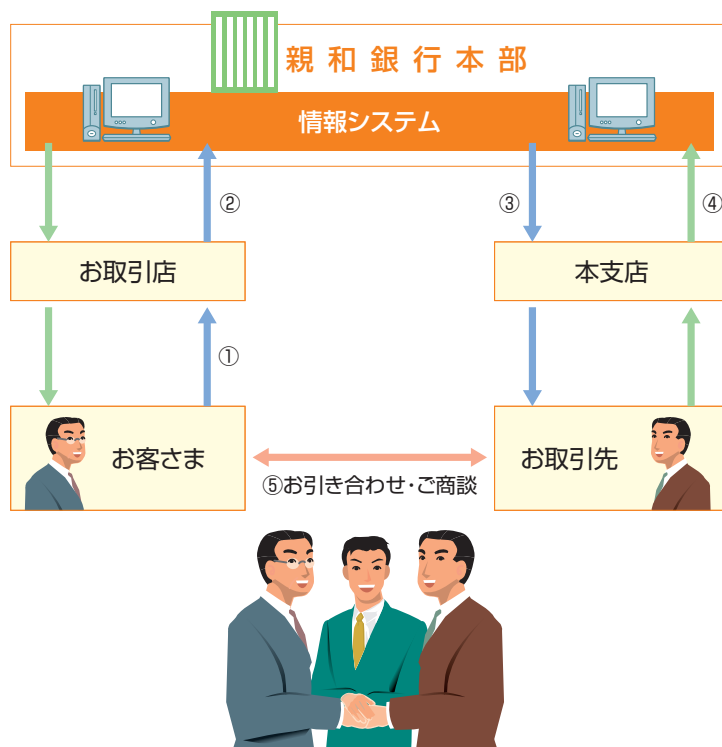 親和銀行本部
情報システム
② ③ ④
お取引店 本支店
①
お客さま お取引先
⑤お引き合わせ・ご商談